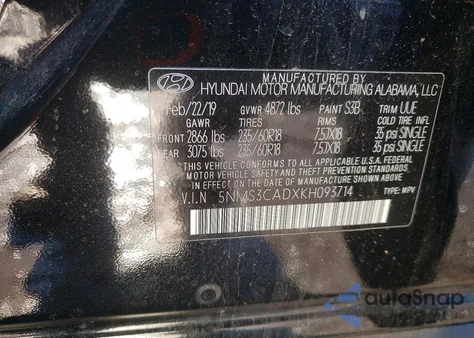 MANUFACTURED BY
HYUNDAI MOTOR MANUFACTURING ALABAMA, LLC
Feb/22/19 GVWR 4872 lbs PAINT S3B TRIM UUE
GAWR TIRES RIMS COLD TIRE INFL.
FRONT 2866 lbs 235/60R18 7.5JX18 35 psi SINGLE
REAR 3075 lbs 235/60R18 7.5JX18 35 psi SINGLE
THIS VEHICLE CONFORMS TO ALL APPLICABLE U.S.A. FEDERAL
MOTOR VEHICLE SAFETY AND THEFT PREVENTION STANDARDS
IN EFFECT ON THE DATE OF MANUFACTURE SHOWN ABOVE.
V.I.N 5NMS3CADXKH093714 TYPE: MPV
autoSnap